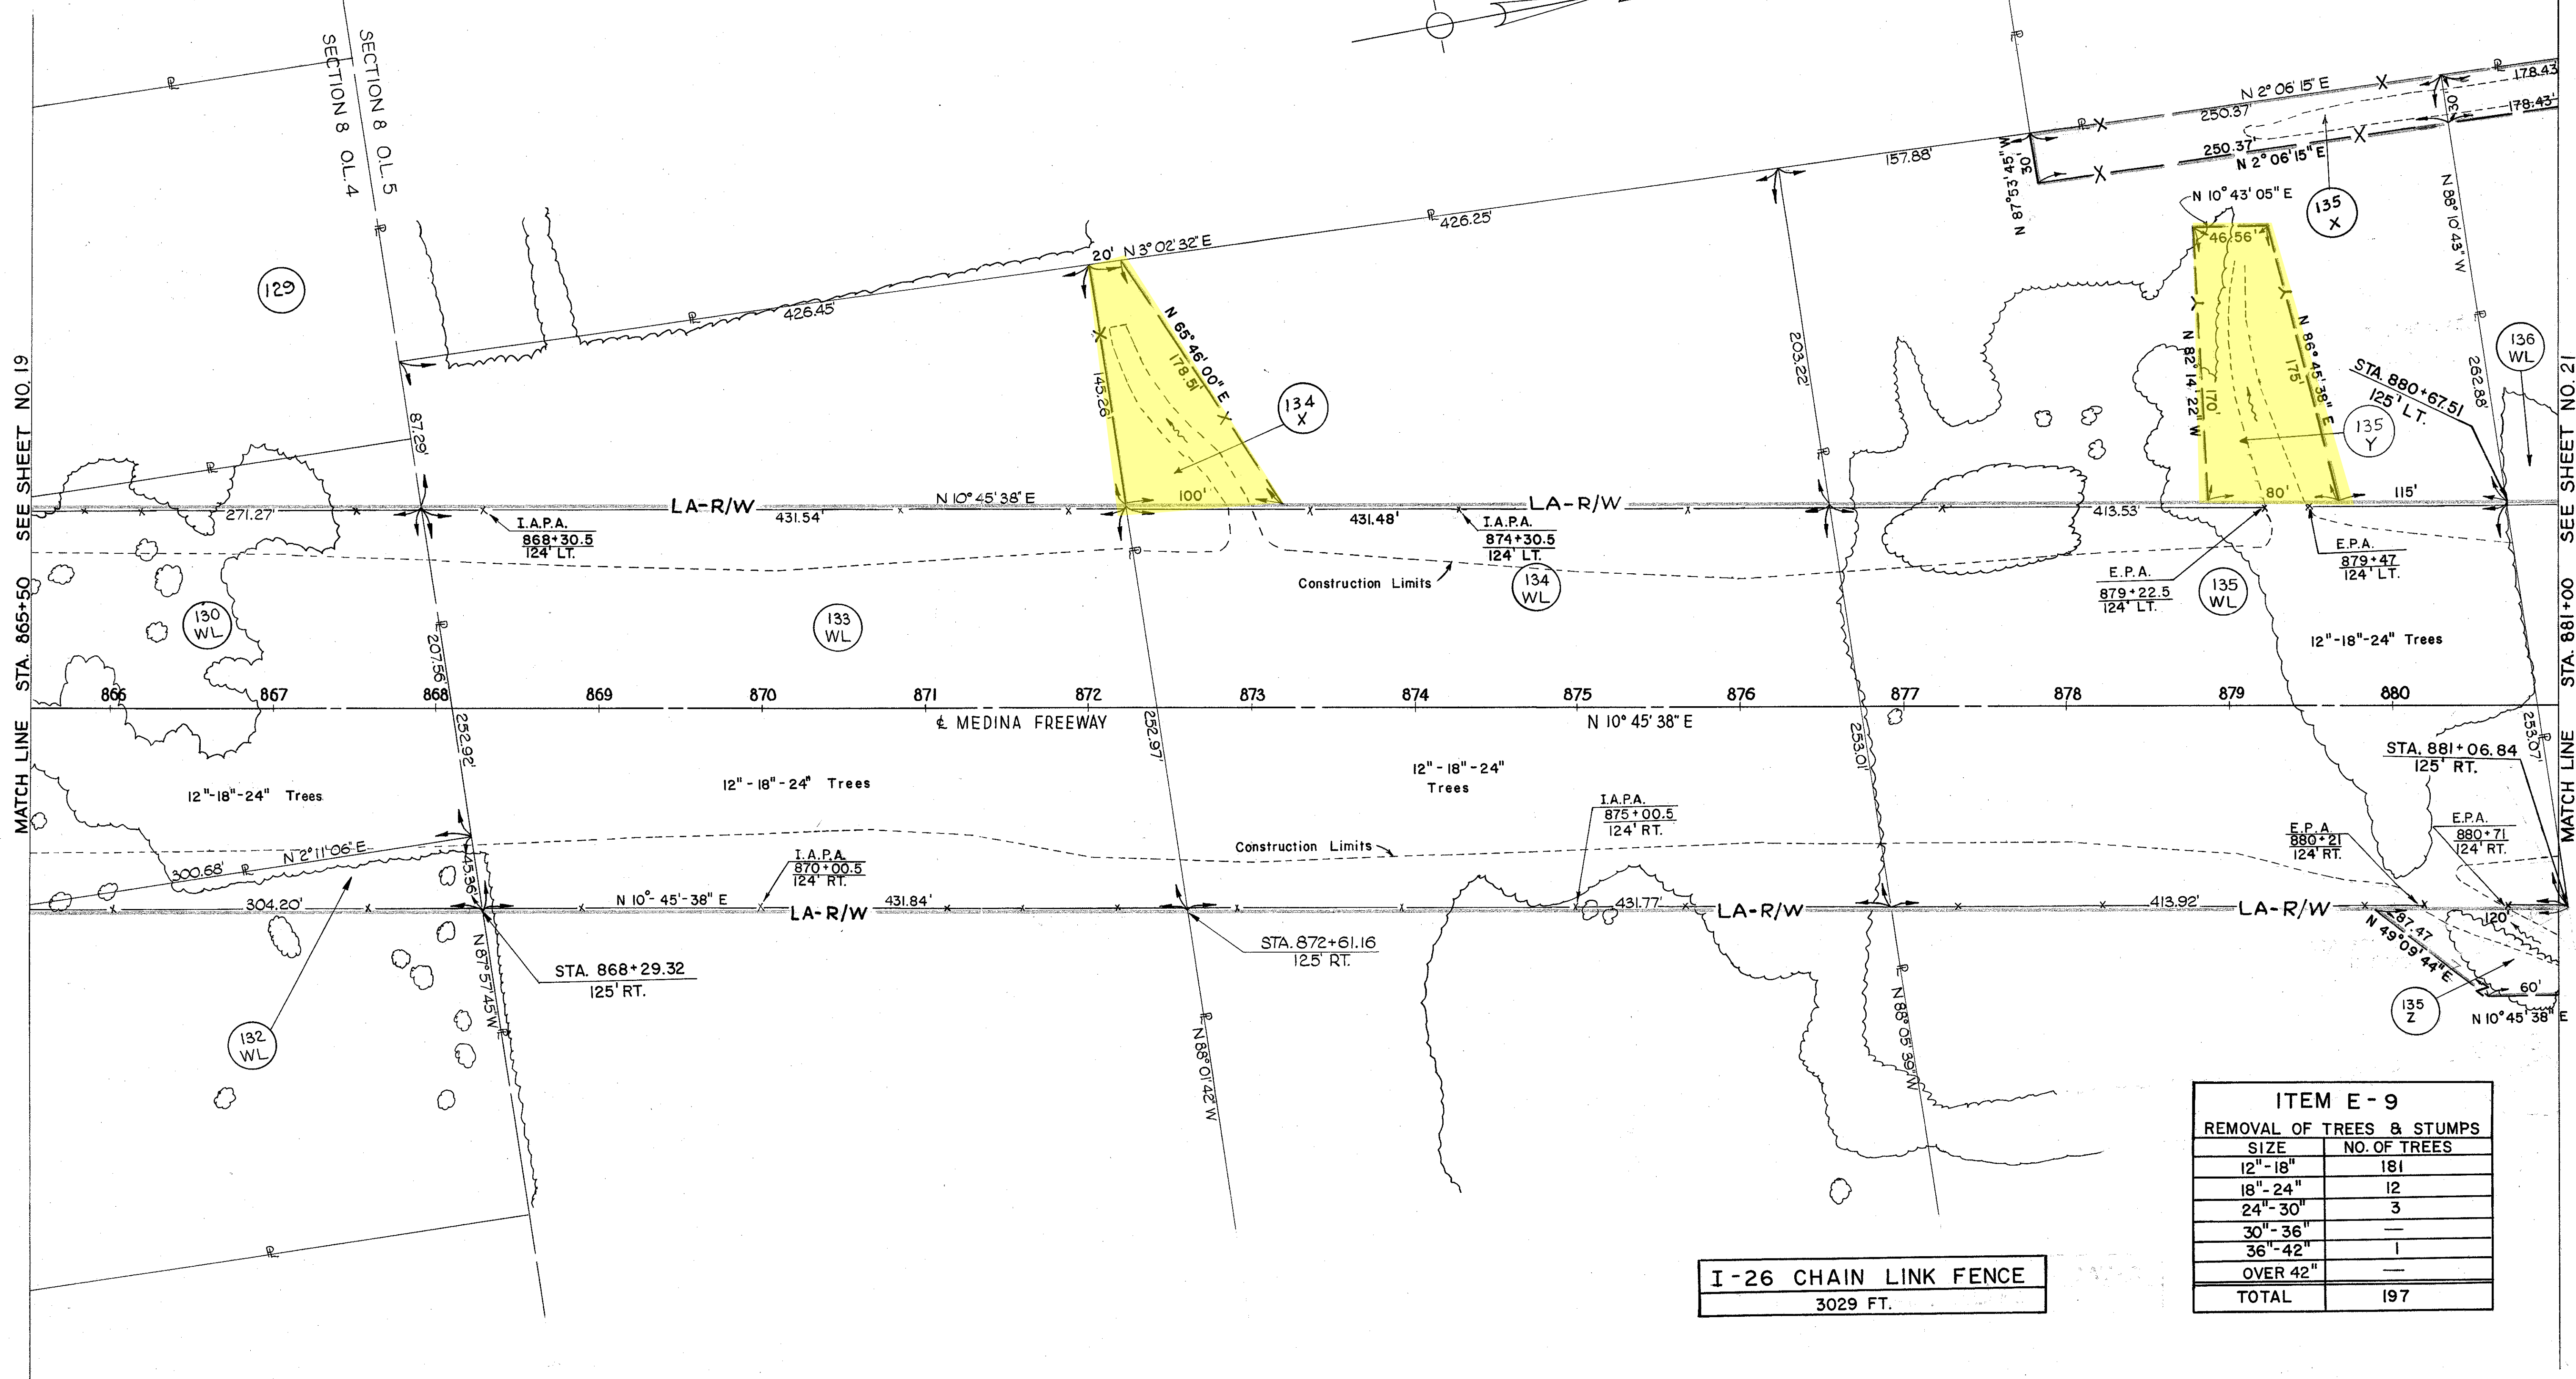 MATCH LINE STA. 865+50 SEE SHEET NO. 19
SECTION 8 O.L. 4
SECTION 8 O.L. 5
129
87.29'
426.45'
20'
N 3° 02' 32" E
426.25'
157.88'
N 65° 46' 00" E
178.51'
145.26'
134
X
100'
203.22'
N 87° 53' 45" W
30'
N 2° 06' 15" E
250.37'
250.37'
N 2° 06' 15" E
178.43'
178.43'
30'
135
X
N 10° 43' 05" E
46.56'
N 82° 14' 22" W
170'
N 86° 45' 38" E
175'
135
Y
80'
115'
N 88° 10' 43" W
262.88'
STA. 880+67.51
125' LT.
136
WL
271.27'
I.A.P.A.
868+30.5
124' LT.
LA-R/W
431.54'
N 10° 45' 38" E
431.48'
I.A.P.A.
874+30.5
124' LT.
LA-R/W
413.53'
E.P.A.
879+22.5
124' LT.
E.P.A.
879+47
124' LT.
Construction Limits
130
WL
133
WL
134
WL
135
WL
12"-18"-24" Trees
207.56'
866 867 868 869 870 871 872 873 874 875 876 877 878 879 880
℄ MEDINA FREEWAY
N 10° 45' 38" E
252.92'
252.97'
253.01'
253.07'
12"-18"-24" Trees
12"-18"-24" Trees
12"-18"-24"
Trees
STA. 881+06.84
125' RT.
300.68'
N 2° 11' 06" E
45.36'
I.A.P.A.
870+00.5
124' RT.
Construction Limits
I.A.P.A.
875+00.5
124' RT.
E.P.A.
880+21
124' RT.
E.P.A.
880+71
124' RT.
304.20'
N 10°-45'-38" E
LA-R/W
431.84'
431.77'
LA-R/W
413.92'
LA-R/W
120'
87.47
N 49° 09' 44" E
60'
N 10° 45' 38" E
135
Z
STA. 868+29.32
125' RT.
STA. 872+61.16
125' RT.
N 87° 57' 45" W
N 88° 01' 42" W
N 88° 05' 39" W
132
WL
ITEM E-9
REMOVAL OF TREES & STUMPS
SIZE NO. OF TREES
12"-18" 181
18"-24" 12
24"-30" 3
30"-36" —
36"-42" 1
OVER 42" —
TOTAL 197
I-26 CHAIN LINK FENCE
3029 FT.
MATCH LINE STA. 881+00 SEE SHEET NO. 21